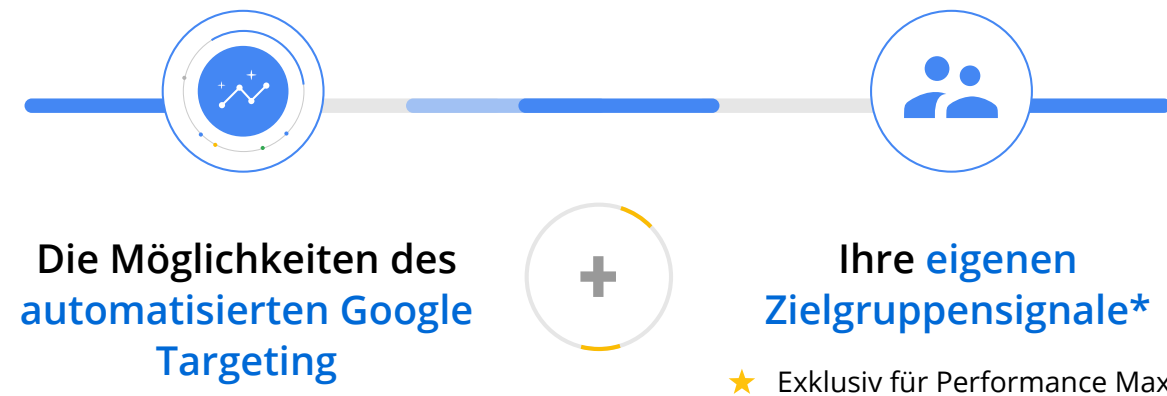 Die Möglichkeiten des
automatisierten Google
Targeting
Ihre eigenen
Zielgruppensignale*
Exklusiv für Performance Max